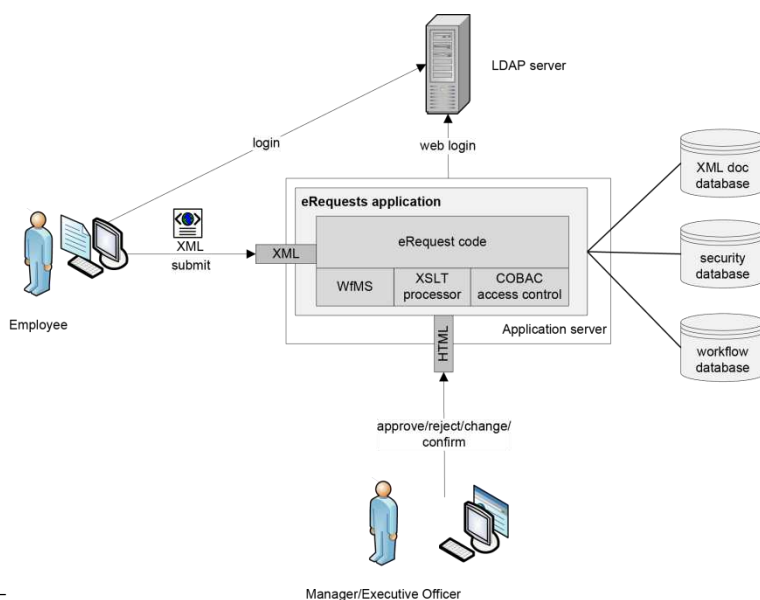 LDAP server
login
web login
XML doc
database
eRequests application
eRequest code
XML
submit
XML
WfMS
XSLT
processor
COBAC
access control
security
database
Employee
Application server
HTML
workflow
database
approve/reject/change/
confirm
Manager/Executive Officer